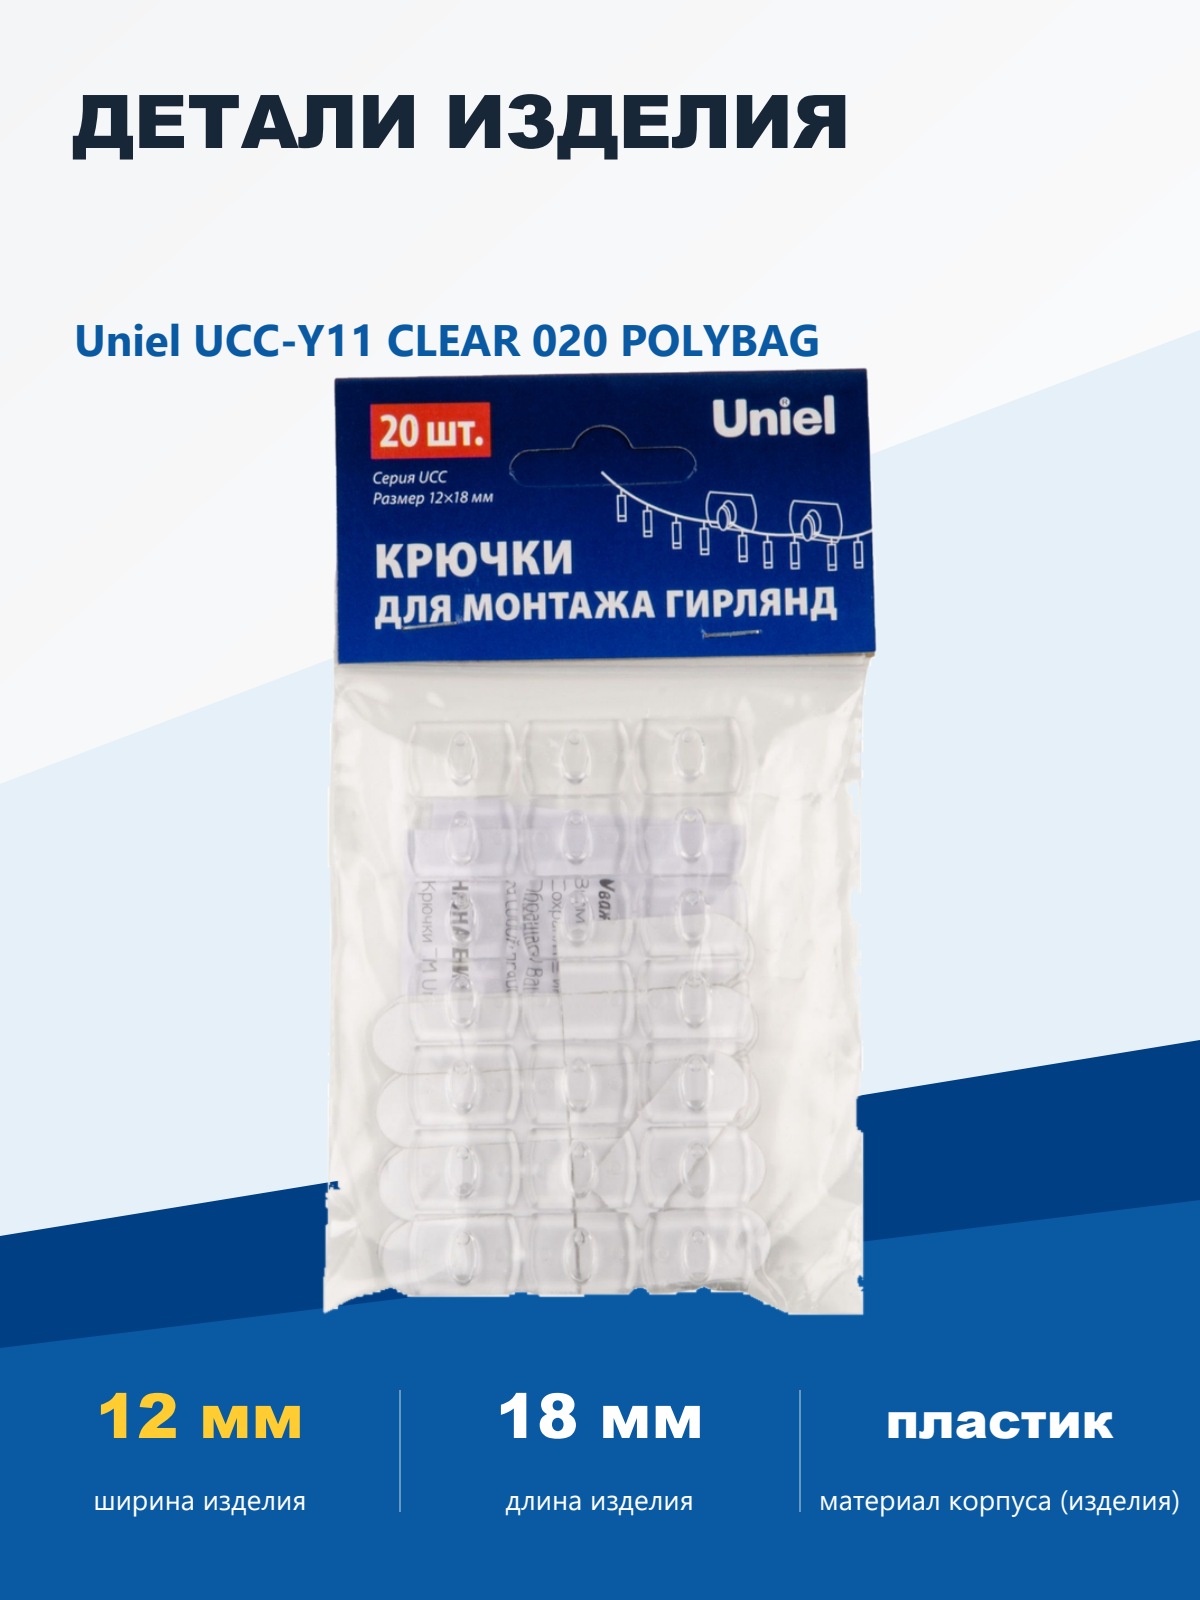 ДЕТАЛИ ИЗДЕЛИЯ
Uniel UCC-Y11 CLEAR 020 POLYBAG
20 шт.
Uniel
Серия UCC
Размер 12×18 мм
КРЮЧКИ
ДЛЯ МОНТАЖА ГИРЛЯНД
Крючки
12 мм
18 мм
пластик
ширина изделия
длина изделия
материал корпуса (изделия)